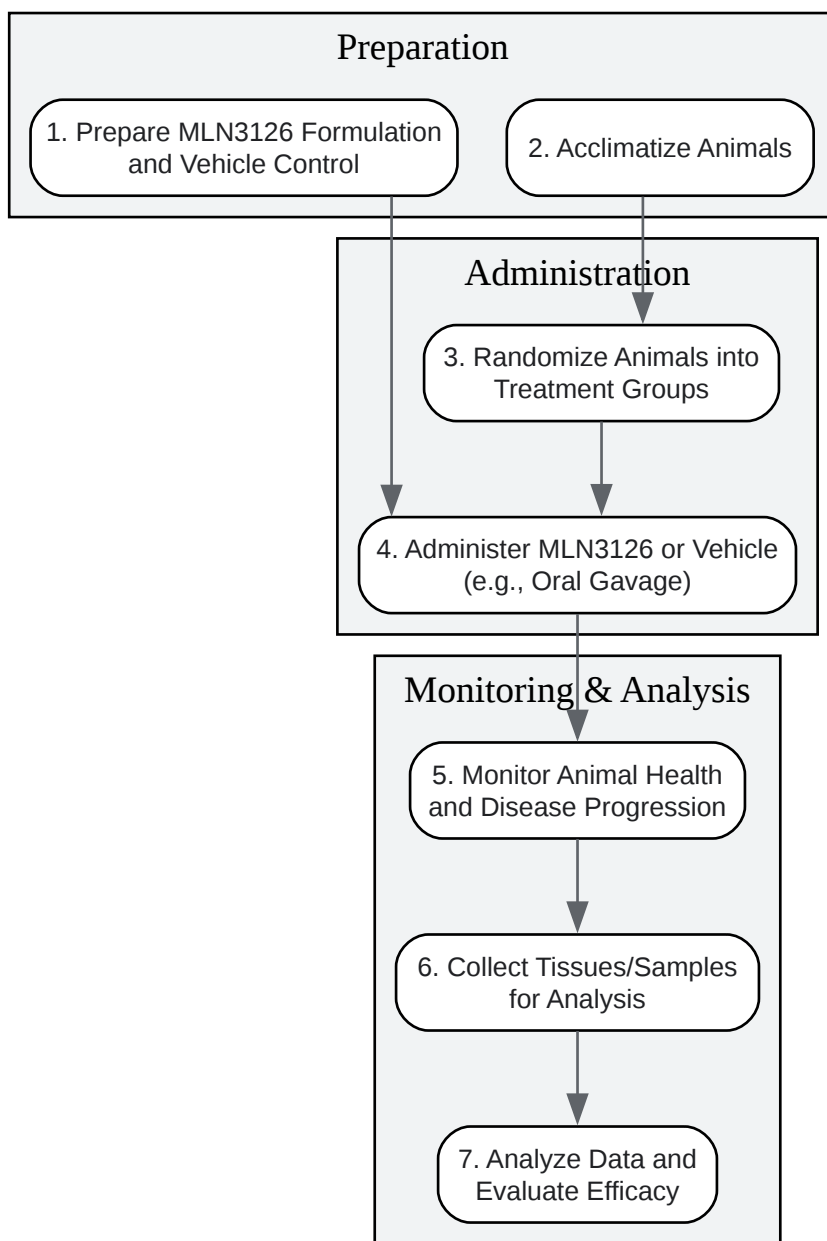 Preparation
1. Prepare MLN3126 Formulation
and Vehicle Control
2. Acclimatize Animals
Administration
3. Randomize Animals into
Treatment Groups
4. Administer MLN3126 or Vehicle
(e.g., Oral Gavage)
Monitoring & Analysis
5. Monitor Animal Health
and Disease Progression
6. Collect Tissues/Samples
for Analysis
7. Analyze Data and
Evaluate Efficacy